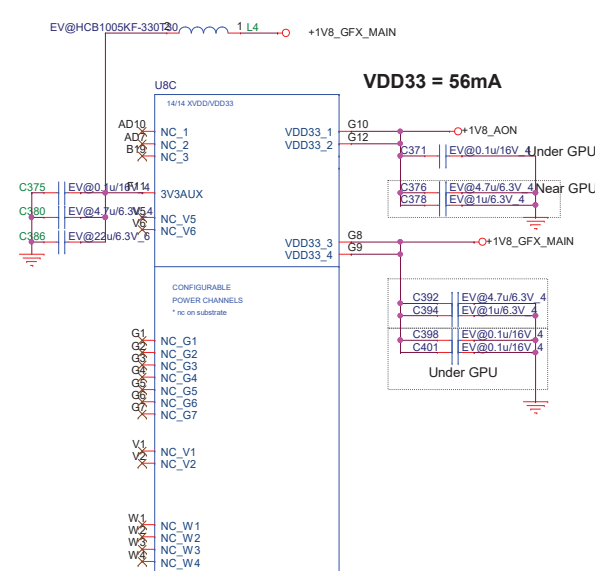 EV@HCB1005KF-330T30 2 1 L4 +1V8_GFX_MAIN
VDD33 = 56mA
U8C
14/14 XVDD/VDD33
AD10 NC_1 VDD33_1 G10 +1V8_AON
AD7 NC_2 VDD33_2 G12
B19 NC_3
C371 EV@0.1u/16V_4 Under GPU
C375 EV@0.1u/16V_4 F11 3V3AUX
C376 EV@4.7u/6.3V_4 Near GPU
C378 EV@1u/6.3V_4
C380 EV@4.7u/6.3V_4 V5 NC_V5
V6 NC_V6
C386 EV@22u/6.3V_6
VDD33_3 G8 +1V8_GFX_MAIN
VDD33_4 G9
CONFIGURABLE
POWER CHANNELS
* nc on substrate
C392 EV@4.7u/6.3V_4
C394 EV@1u/6.3V_4
C398 EV@0.1u/16V_4
C401 EV@0.1u/16V_4
Under GPU
G1 NC_G1
G2 NC_G2
G3 NC_G3
G4 NC_G4
G5 NC_G5
G6 NC_G6
G7 NC_G7
V1 NC_V1
V2 NC_V2
W1 NC_W1
W2 NC_W2
W3 NC_W3
W4 NC_W4